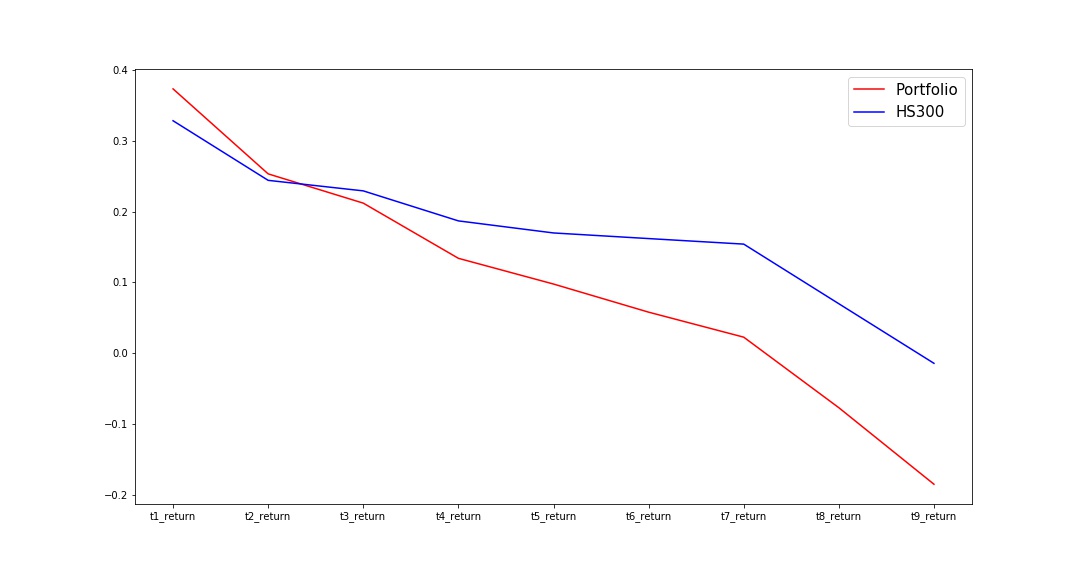 0.4
0.3
0.2
0.1
0.0
−0.1
−0.2
Portfolio
HS300
t1_return t2_return t3_return t4_return t5_return t6_return t7_return t8_return t9_return